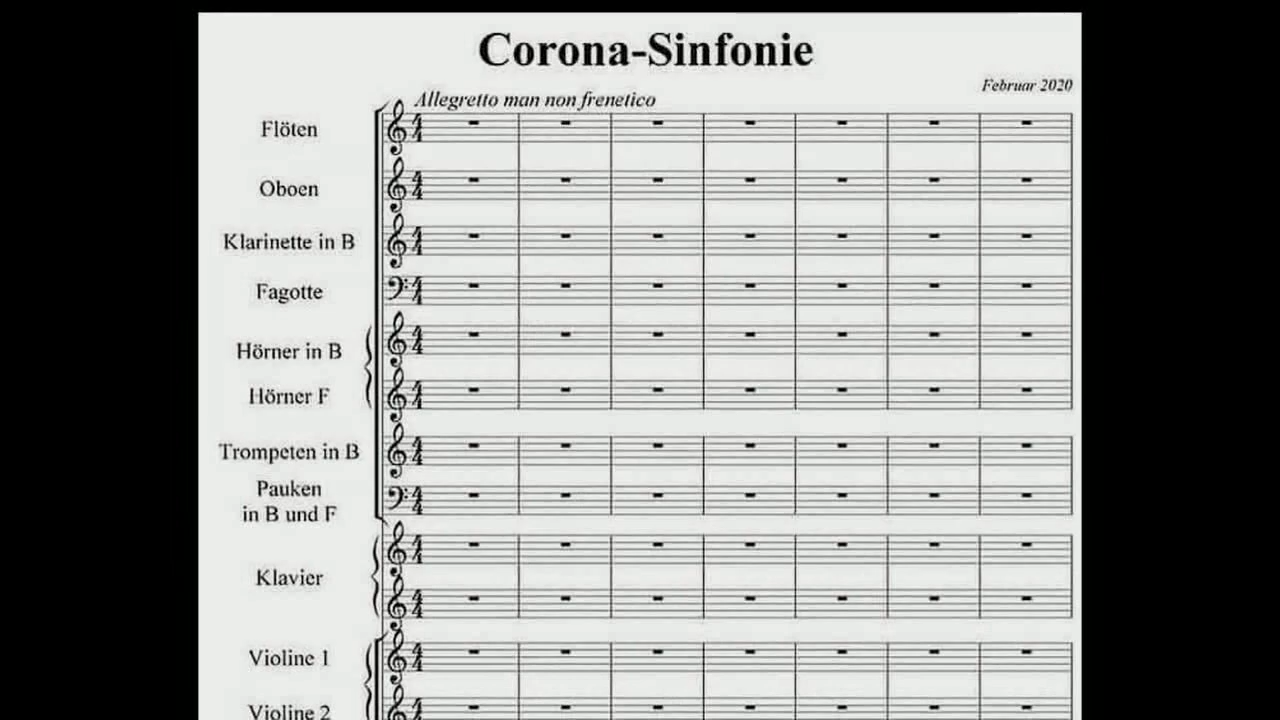 Corona-Sinfonie
Februar 2020
Allegretto man non frenetico
Flöten
Oboen
Klarinette in B
Fagotte
Hörner in B
Hörner F
Trompeten in B
Pauken
in B und F
Klavier
Violine 1
Violine 2